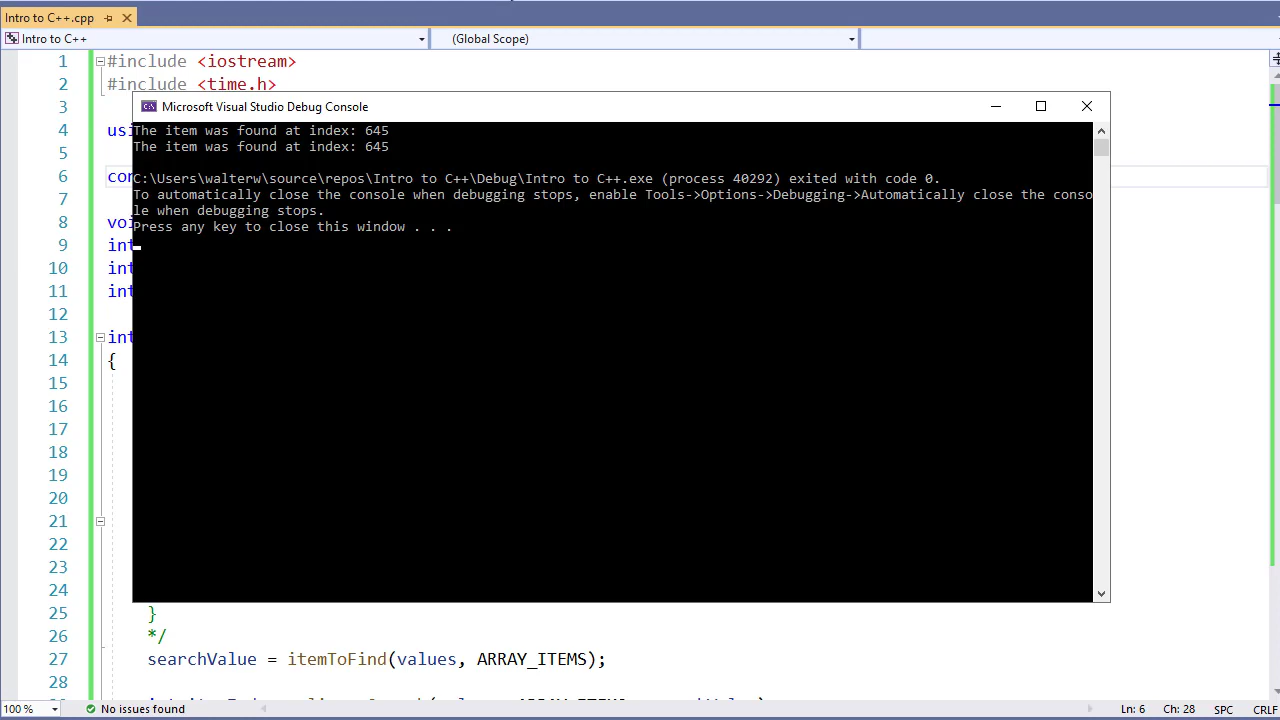 Intro to C++.cpp
Intro to C++
(Global Scope)
1 #include <iostream>
2 #include <time.h>
3
Microsoft Visual Studio Debug Console
4
5
6
7
8
9
10
11
12
13
14 {
15
16
17
18
19
20
21
22
23
24
The item was found at index: 645
The item was found at index: 645
C:\Users\walterw\source\repos\Intro to C++\Debug\Intro to C++.exe (process 40292) exited with code 0.
To automatically close the console when debugging stops, enable Tools->Options->Debugging->Automatically close the conso
le when debugging stops.
Press any key to close this window . . .
25 }
26 */
27 searchValue = itemToFind(values, ARRAY_ITEMS);
28
100 %
No issues found
Ln: 6 Ch: 28 SPC CRLF